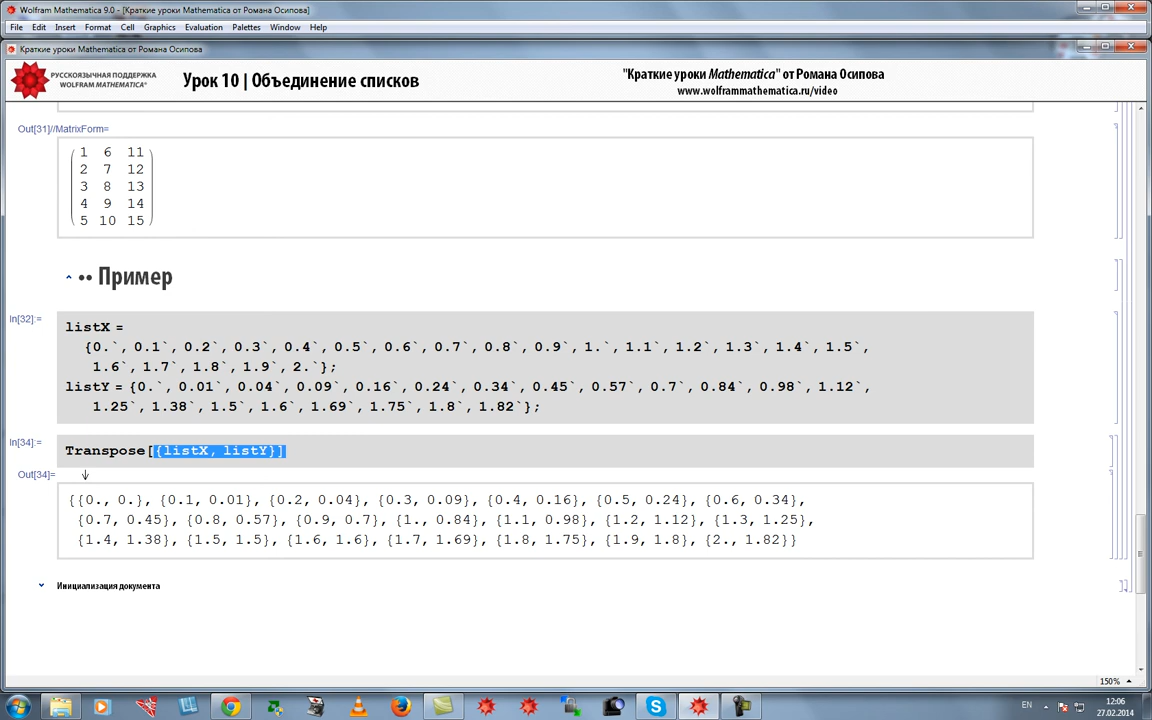 Wolfram Mathematica 9.0 - [Краткие уроки Mathematica от Романа Осипова]
File Edit Insert Format Cell Graphics Evaluation Palettes Window Help
Краткие уроки Mathematica от Романа Осипова
РУССКОЯЗЫЧНАЯ ПОДДЕРЖКА
WOLFRAM MATHEMATICA®
Урок 10 | Объединение списков
"Краткие уроки Mathematica" от Романа Осипова
www.wolframmathematica.ru/video
Out[31]//MatrixForm=
1 6 11
2 7 12
3 8 13
4 9 14
5 10 15
Пример
In[32]:=
listX =
{0.`, 0.1`, 0.2`, 0.3`, 0.4`, 0.5`, 0.6`, 0.7`, 0.8`, 0.9`, 1.`, 1.1`, 1.2`, 1.3`, 1.4`, 1.5`,
1.6`, 1.7`, 1.8`, 1.9`, 2.`};
listY = {0.`, 0.01`, 0.04`, 0.09`, 0.16`, 0.24`, 0.34`, 0.45`, 0.57`, 0.7`, 0.84`, 0.98`, 1.12`,
1.25`, 1.38`, 1.5`, 1.6`, 1.69`, 1.75`, 1.8`, 1.82`};
In[34]:=
Transpose[{listX, listY}]
Out[34]=
{{0., 0.}, {0.1, 0.01}, {0.2, 0.04}, {0.3, 0.09}, {0.4, 0.16}, {0.5, 0.24}, {0.6, 0.34},
{0.7, 0.45}, {0.8, 0.57}, {0.9, 0.7}, {1., 0.84}, {1.1, 0.98}, {1.2, 1.12}, {1.3, 1.25},
{1.4, 1.38}, {1.5, 1.5}, {1.6, 1.6}, {1.7, 1.69}, {1.8, 1.75}, {1.9, 1.8}, {2., 1.82}}
Инициализация документа
150%
EN
12:06
27.02.2014